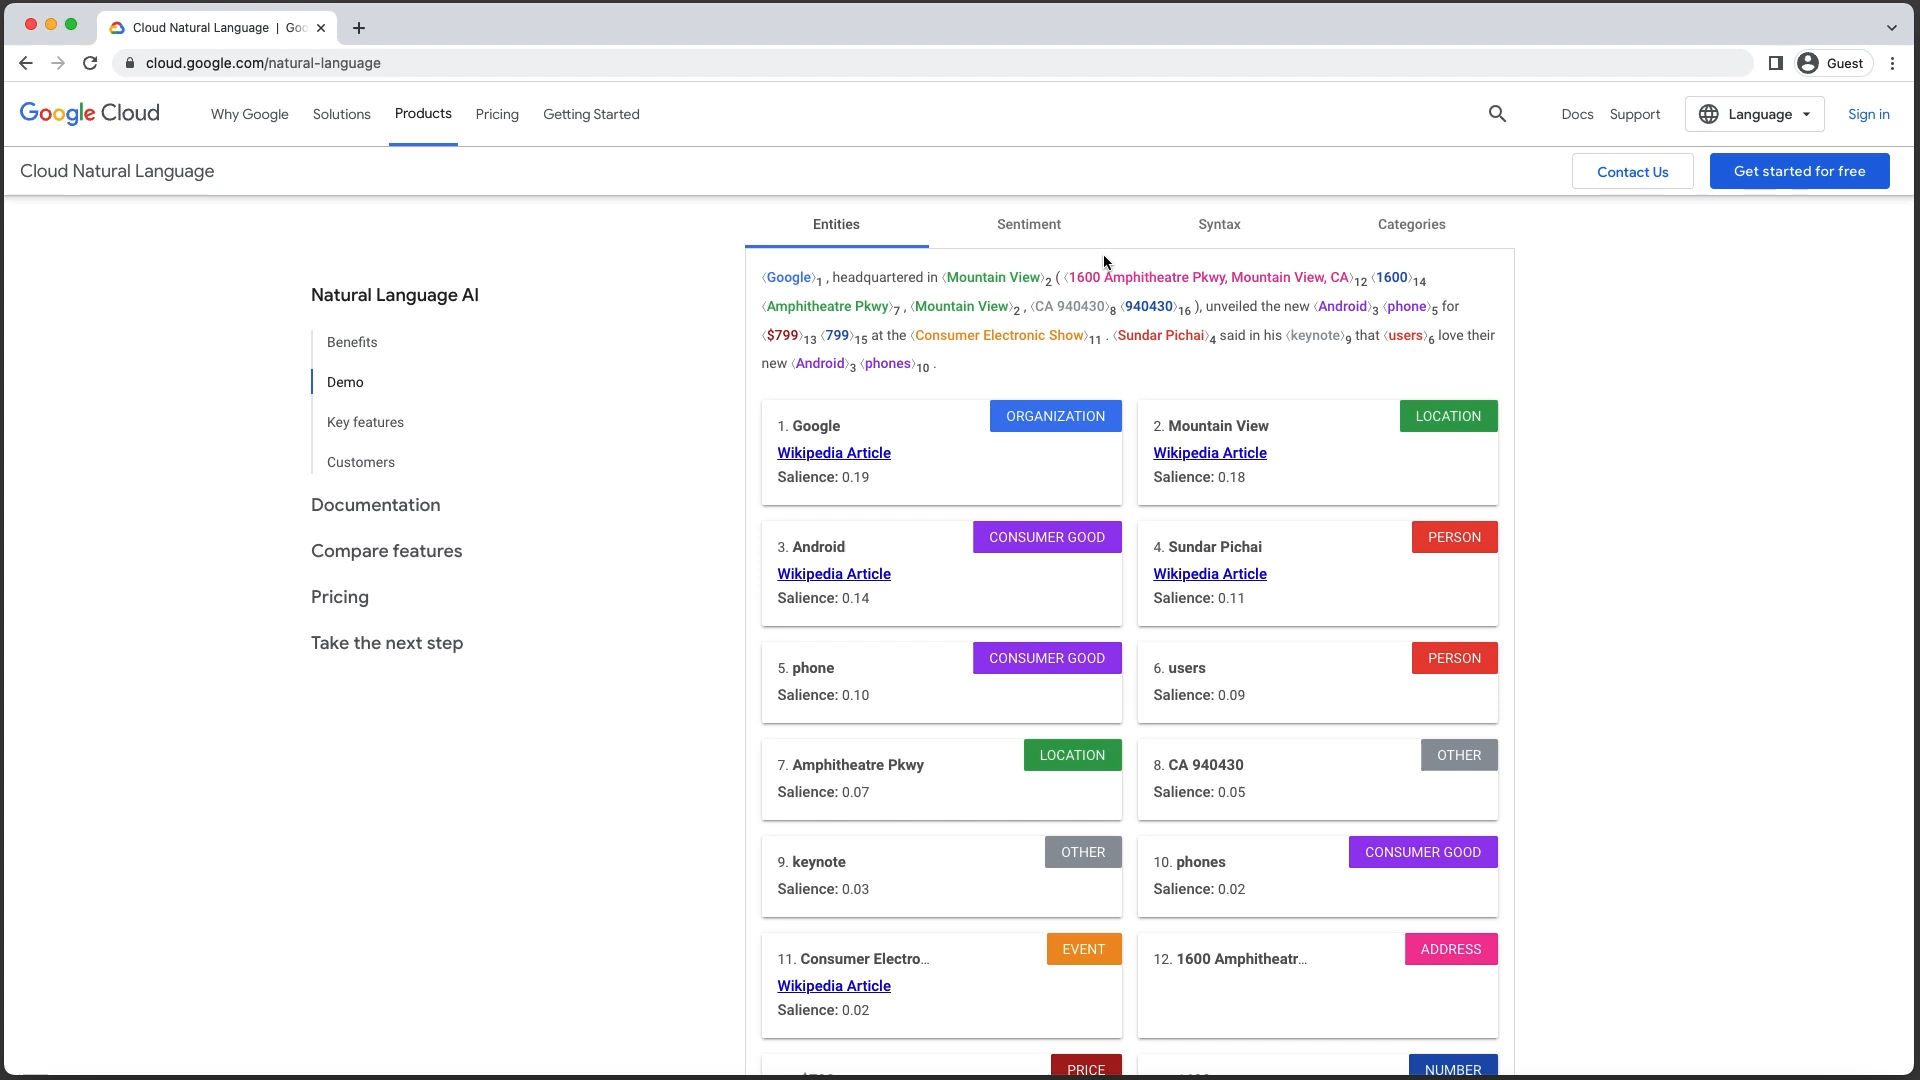 Cloud Natural Language | Goo
cloud.google.com/natural-language
Guest
Google Cloud
Why Google
Solutions
Products
Pricing
Getting Started
Docs
Support
Language
Sign in
Cloud Natural Language
Contact Us
Get started for free
Natural Language AI
Benefits
Demo
Key features
Customers
Documentation
Compare features
Pricing
Take the next step
Entities
Sentiment
Syntax
Categories
⟨Google⟩1 , headquartered in ⟨Mountain View⟩2 ( ⟨1600 Amphitheatre Pkwy, Mountain View, CA⟩12 ⟨1600⟩14
⟨Amphitheatre Pkwy⟩7 , ⟨Mountain View⟩2 , ⟨CA 940430⟩8 ⟨940430⟩16 ), unveiled the new ⟨Android⟩3 ⟨phone⟩5 for
⟨$799⟩13 ⟨799⟩15 at the ⟨Consumer Electronic Show⟩11 . ⟨Sundar Pichai⟩4 said in his ⟨keynote⟩9 that ⟨users⟩6 love their
new ⟨Android⟩3 ⟨phones⟩10 .
1. Google
ORGANIZATION
Wikipedia Article
Salience: 0.19
2. Mountain View
LOCATION
Wikipedia Article
Salience: 0.18
3. Android
CONSUMER GOOD
Wikipedia Article
Salience: 0.14
4. Sundar Pichai
PERSON
Wikipedia Article
Salience: 0.11
5. phone
CONSUMER GOOD
Salience: 0.10
6. users
PERSON
Salience: 0.09
7. Amphitheatre Pkwy
LOCATION
Salience: 0.07
8. CA 940430
OTHER
Salience: 0.05
9. keynote
OTHER
Salience: 0.03
10. phones
CONSUMER GOOD
Salience: 0.02
11. Consumer Electro...
EVENT
Wikipedia Article
Salience: 0.02
12. 1600 Amphitheatr...
ADDRESS
PRICE
NUMBER